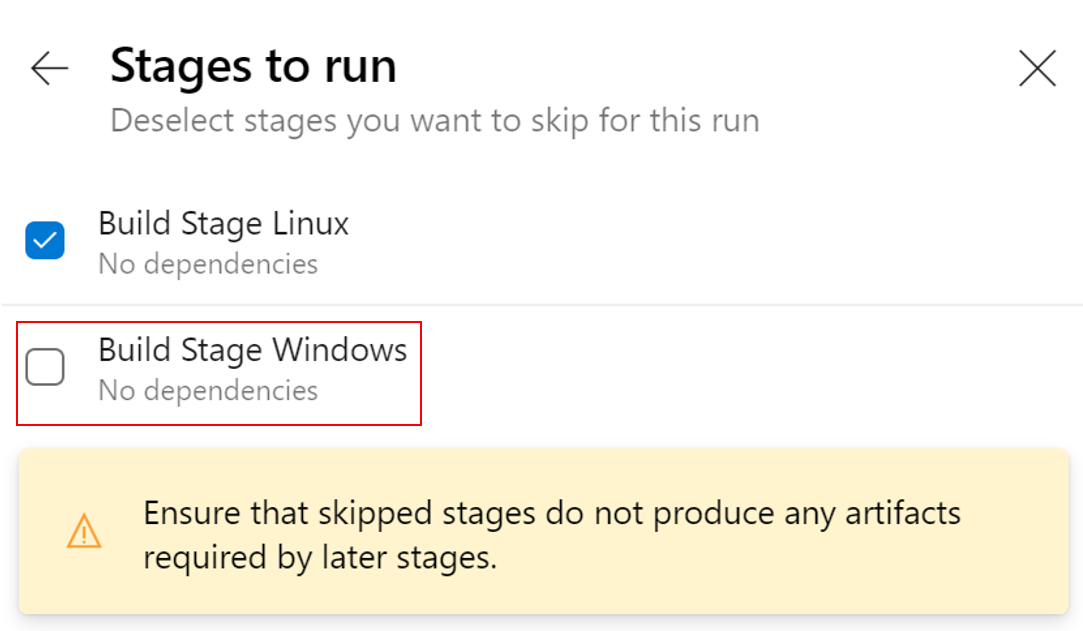 Stages to run
Deselect stages you want to skip for this run
Build Stage Linux
No dependencies
Build Stage Windows
No dependencies
Ensure that skipped stages do not produce any artifacts
required by later stages.